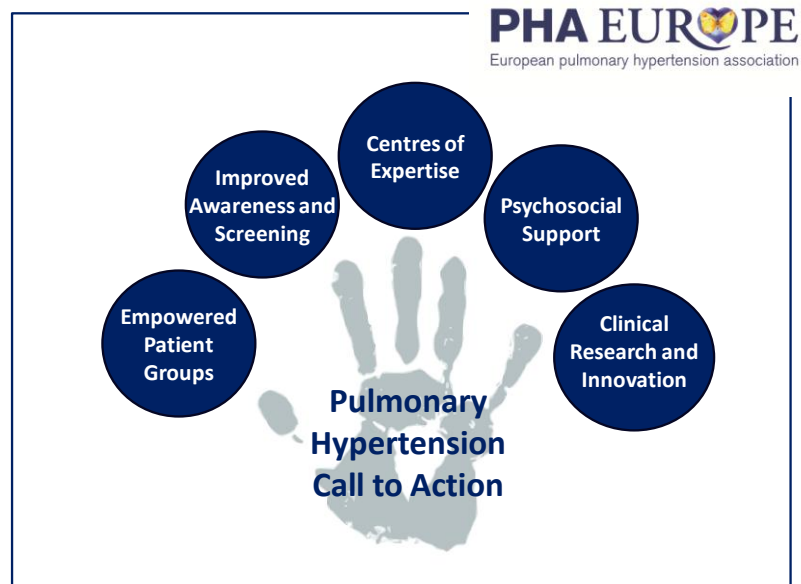 PHA EUROPE
European pulmonary hypertension association
Centres of
Expertise
Improved
Awareness and
Screening
Psychosocial
Support
Empowered
Patient
Groups
Clinical
Research and
Innovation
Pulmonary
Hypertension
Call to Action